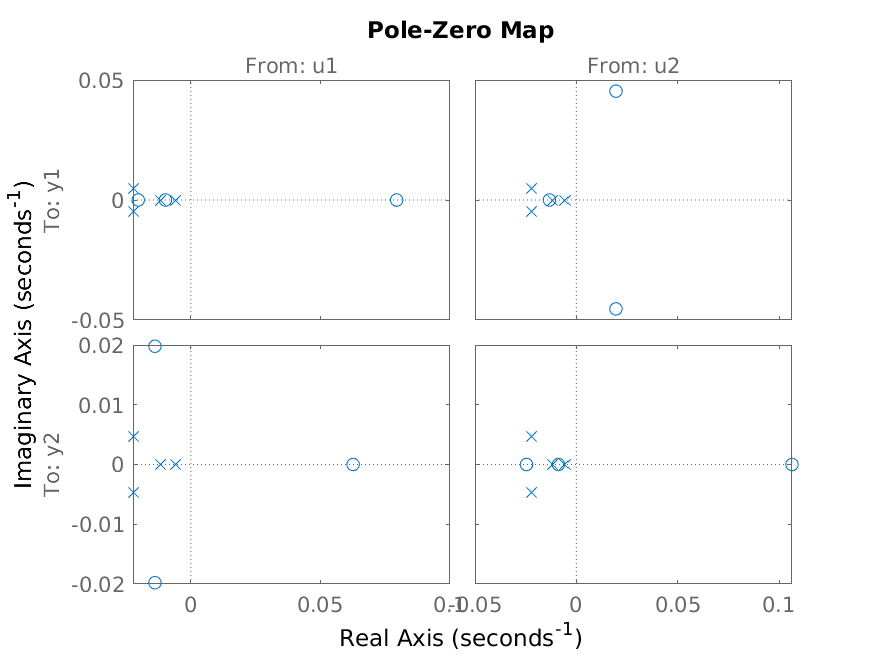 Pole-Zero Map
From: u1
From: u2
Imaginary Axis (seconds-1)
To: y1
0.05
0
-0.05
To: y2
0.02
0.01
0
-0.01
-0.02
0
0.05
0.1
-0.05
0
0.05
0.1
Real Axis (seconds-1)